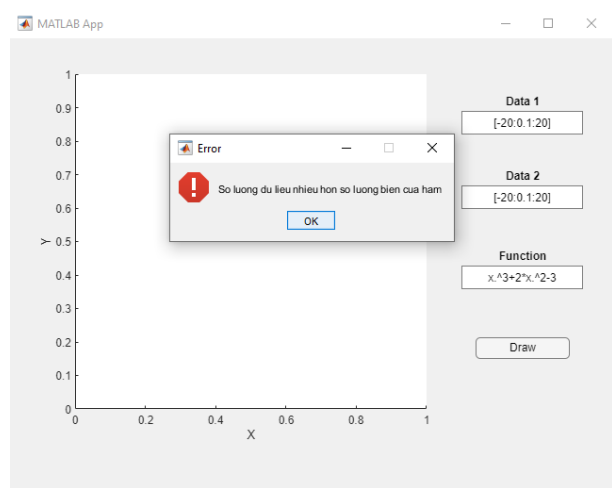 MATLAB App
1
0.9
0.8
0.7
0.6
0.5
0.4
0.3
0.2
0.1
0
Y
0
0.2
0.4
0.6
0.8
1
X
Error
So luong du lieu nhieu hon so luong bien cua ham
OK
Data 1
[-20:0.1:20]
Data 2
[-20:0.1:20]
Function
x.^3+2*x.^2-3
Draw